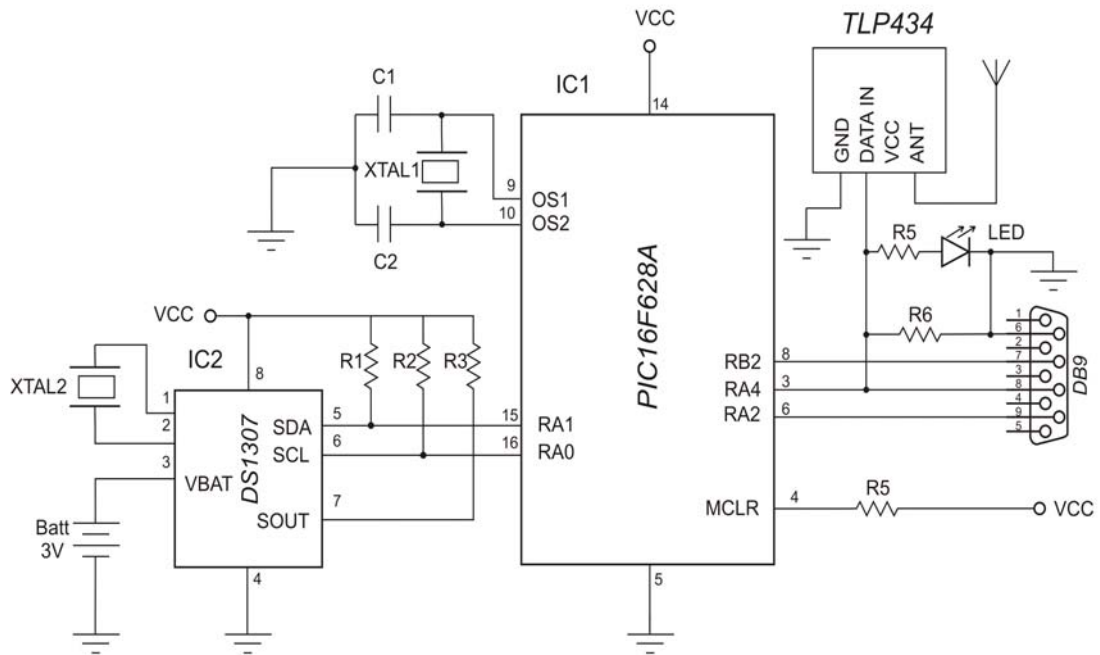 VCC
TLP434
C1
IC1
14
GND
DATA IN
VCC
ANT
XTAL1
9
OS1
10
OS2
C2
R5
LED
PIC16F628A
VCC
R6
1
6
2
7
3
8
4
9
5
DB9
IC2
8
R1
R2
R3
RB2
8
XTAL2
1
RA4
3
2
SDA
5
15
RA1
RA2
6
SCL
6
16
RA0
3
VBAT
DS1307
7
SOUT
MCLR
4
R5
VCC
Batt
3V
4
5